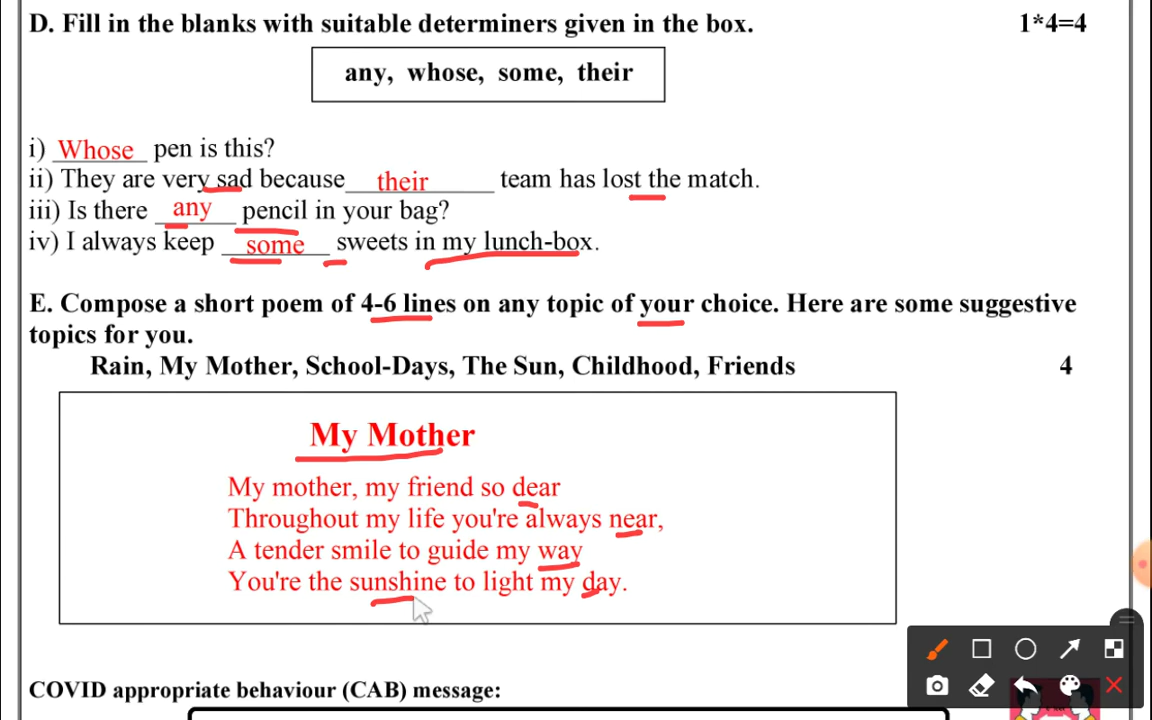 D. Fill in the blanks with suitable determiners given in the box. 1*4=4
any, whose, some, their
i) Whose pen is this?
ii) They are very sad because their team has lost the match.
iii) Is there any pencil in your bag?
iv) I always keep some sweets in my lunch-box.
E. Compose a short poem of 4-6 lines on any topic of your choice. Here are some suggestive
topics for you.
Rain, My Mother, School-Days, The Sun, Childhood, Friends 4
My Mother
My mother, my friend so dear
Throughout my life you're always near,
A tender smile to guide my way
You're the sunshine to light my day.
COVID appropriate behaviour (CAB) message: